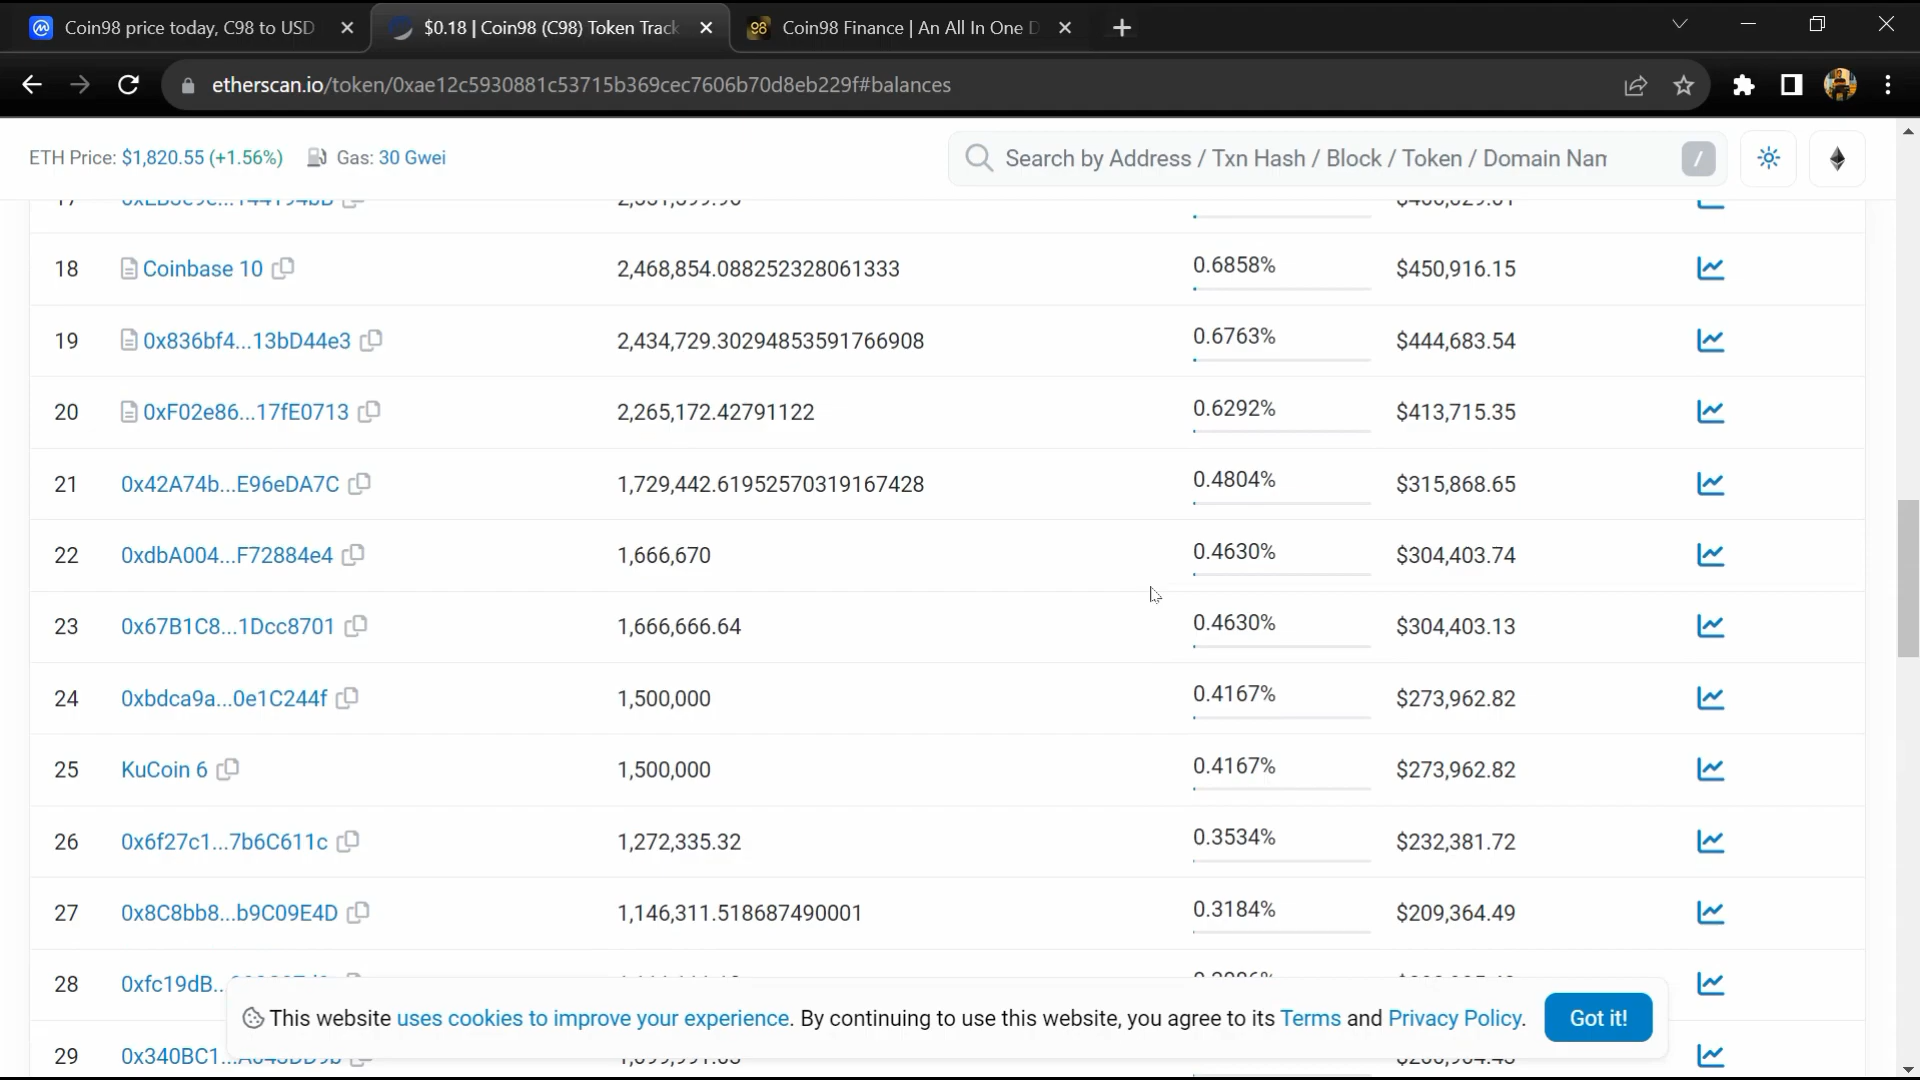 Coin98 price today, C98 to USD
$0.18 | Coin98 (C98) Token Track
Coin98 Finance | An All In One D
etherscan.io/token/0xae12c5930881c53715b369cec7606b70d8eb229f#balances
ETH Price: $1,820.55 (+1.56%) Gas: 30 Gwei
Search by Address / Txn Hash / Block / Token / Domain Nam
/
17
18 Coinbase 10 2,468,854.088252328061333 0.6858% $450,916.15
19 0x836bf4...13bD44e3 2,434,729.30294853591766908 0.6763% $444,683.54
20 0xF02e86...17fE0713 2,265,172.42791122 0.6292% $413,715.35
21 0x42A74b...E96eDA7C 1,729,442.61952570319167428 0.4804% $315,868.65
22 0xdbA004...F72884e4 1,666,670 0.4630% $304,403.74
23 0x67B1C8...1Dcc8701 1,666,666.64 0.4630% $304,403.13
24 0xbdca9a...0e1C244f 1,500,000 0.4167% $273,962.82
25 KuCoin 6 1,500,000 0.4167% $273,962.82
26 0x6f27c1...7b6C611c 1,272,335.32 0.3534% $232,381.72
27 0x8C8bb8...b9C09E4D 1,146,311.518687490001 0.3184% $209,364.49
28 0xfc19dB..
This website uses cookies to improve your experience. By continuing to use this website, you agree to its Terms and Privacy Policy. Got it!
29 0x340BC1...